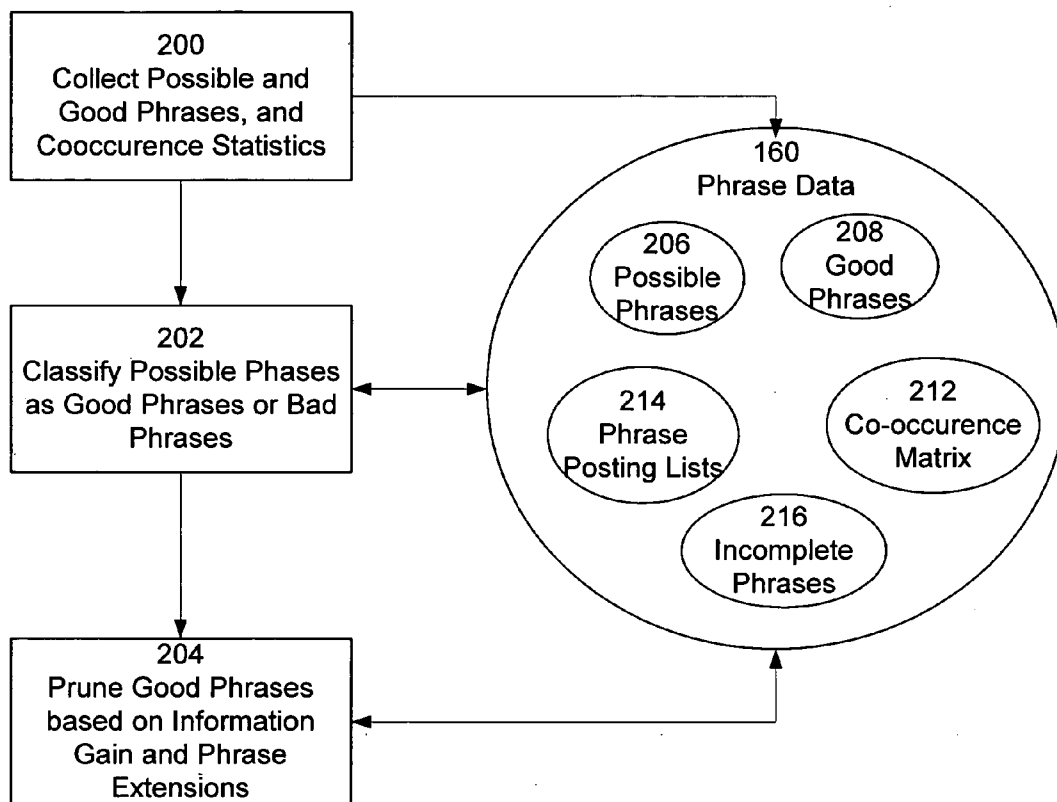 200
Collect Possible and
Good Phrases, and
Cooccurence Statistics
160
Phrase Data
206
Possible
Phrases
208
Good
Phrases
202
Classify Possible Phases
as Good Phrases or Bad
Phrases
214
Phrase
Posting Lists
212
Co-occurence
Matrix
216
Incomplete
Phrases
204
Prune Good Phrases
based on Information
Gain and Phrase
Extensions